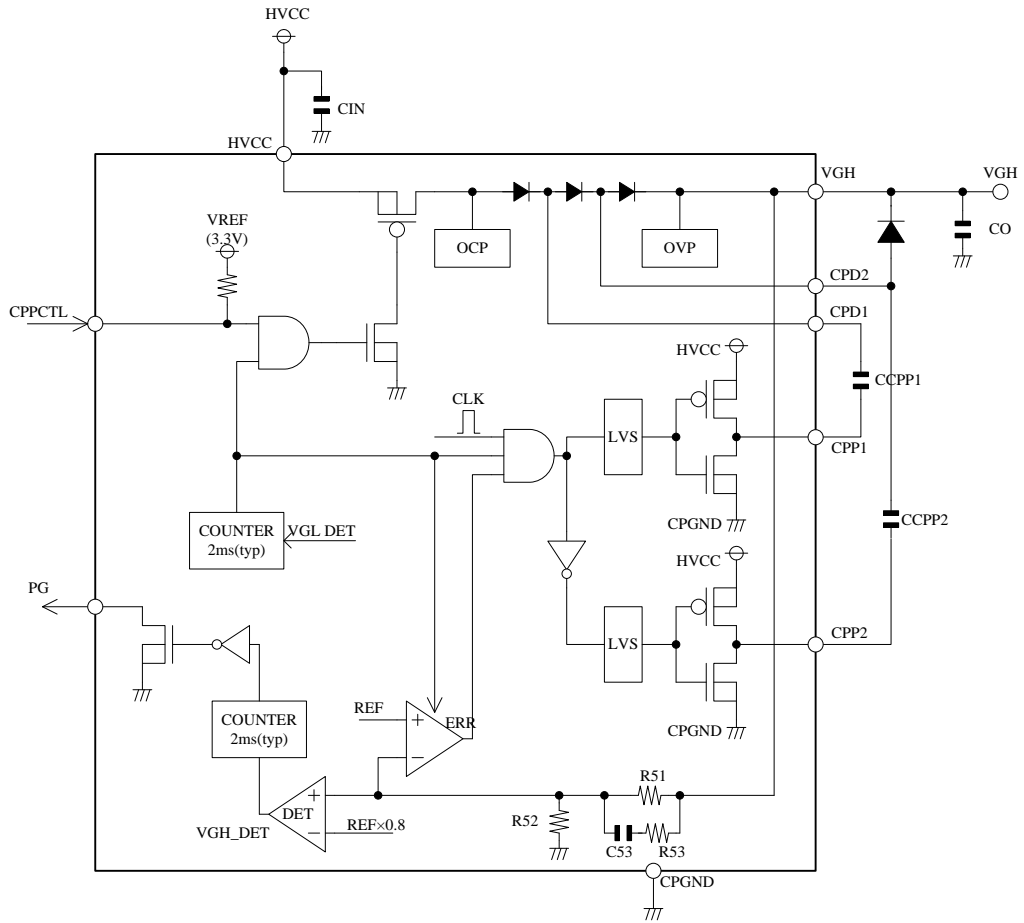 HVCC
CIN
HVCC
VGH
VGH
VREF
(3.3V)
OCP
OVP
CO
CPD2
CPPCTL
CPD1
HVCC
CCPP1
CLK
LVS
CPP1
COUNTER
2ms(typ)
VGL DET
CPGND
CCPP2
HVCC
PG
LVS
CPP2
COUNTER
2ms(typ)
REF
+
ERR
−
CPGND
R51
+
DET
−
VGH_DET
REF×0.8
R52
C53
R53
CPGND